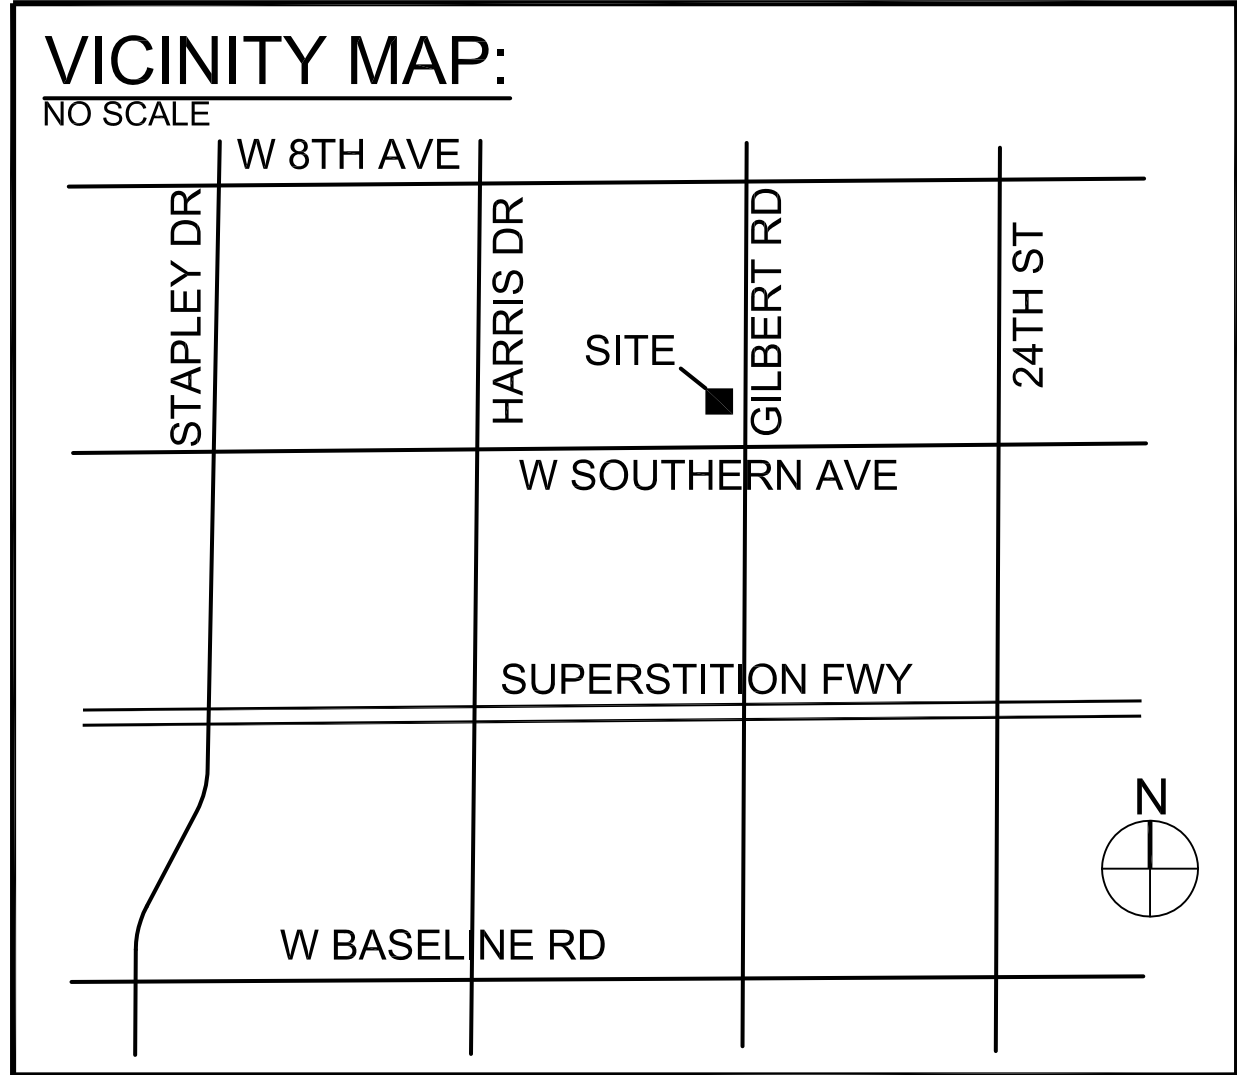 VICINITY MAP:
NO SCALE
W 8TH AVE
STAPLEY DR
HARRIS DR
GILBERT RD
24TH ST
SITE
W SOUTHERN AVE
SUPERSTITION FWY
N
W BASELINE RD